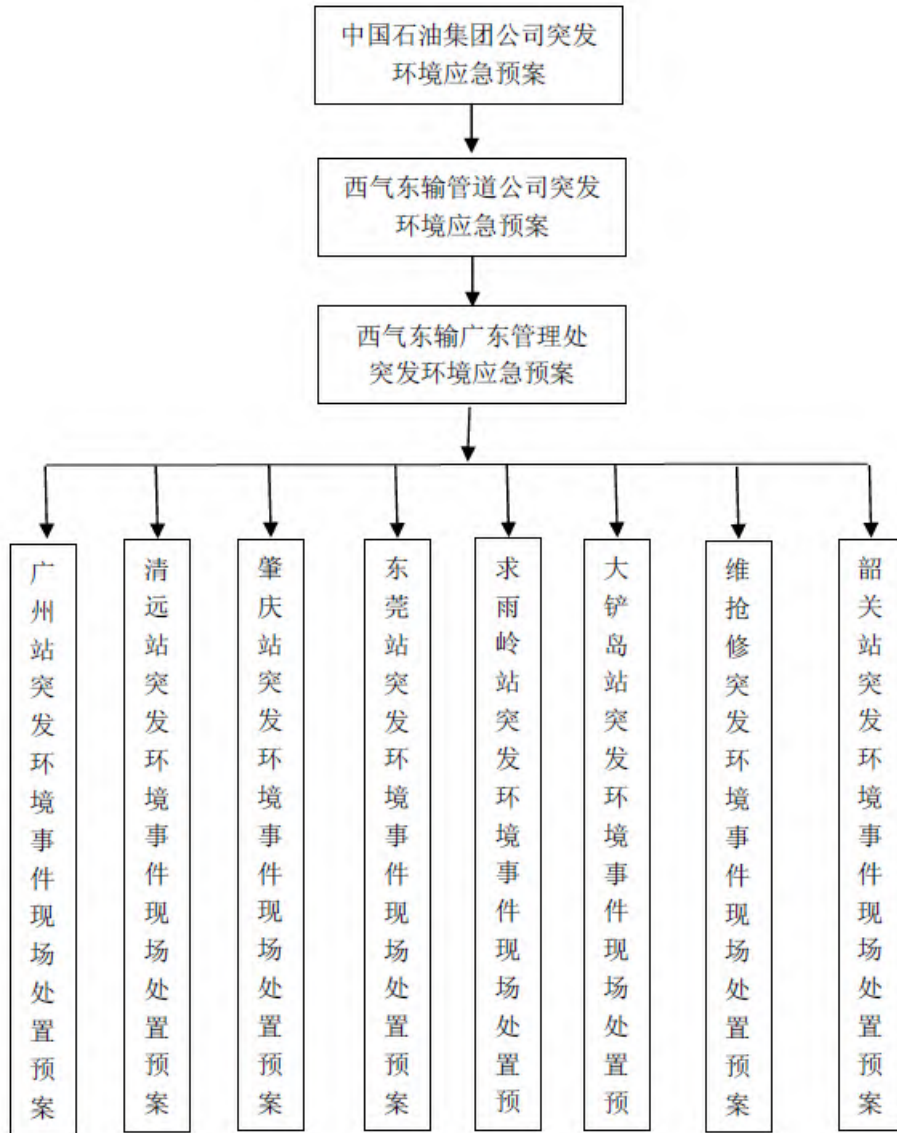 中国石油集团公司突发
环境应急预案
西气东输管道公司突发
环境应急预案
西气东输广东管理处
突发环境应急预案
广州站突发环境事件现场处置预案
清远站突发环境事件现场处置预案
肇庆站突发环境事件现场处置预案
东莞站突发环境事件现场处置预案
求雨岭站突发环境事件现场处置预
大铲岛站突发环境事件现场处置预
维抢修突发环境事件现场处置预案
韶关站突发环境事件现场处置预案